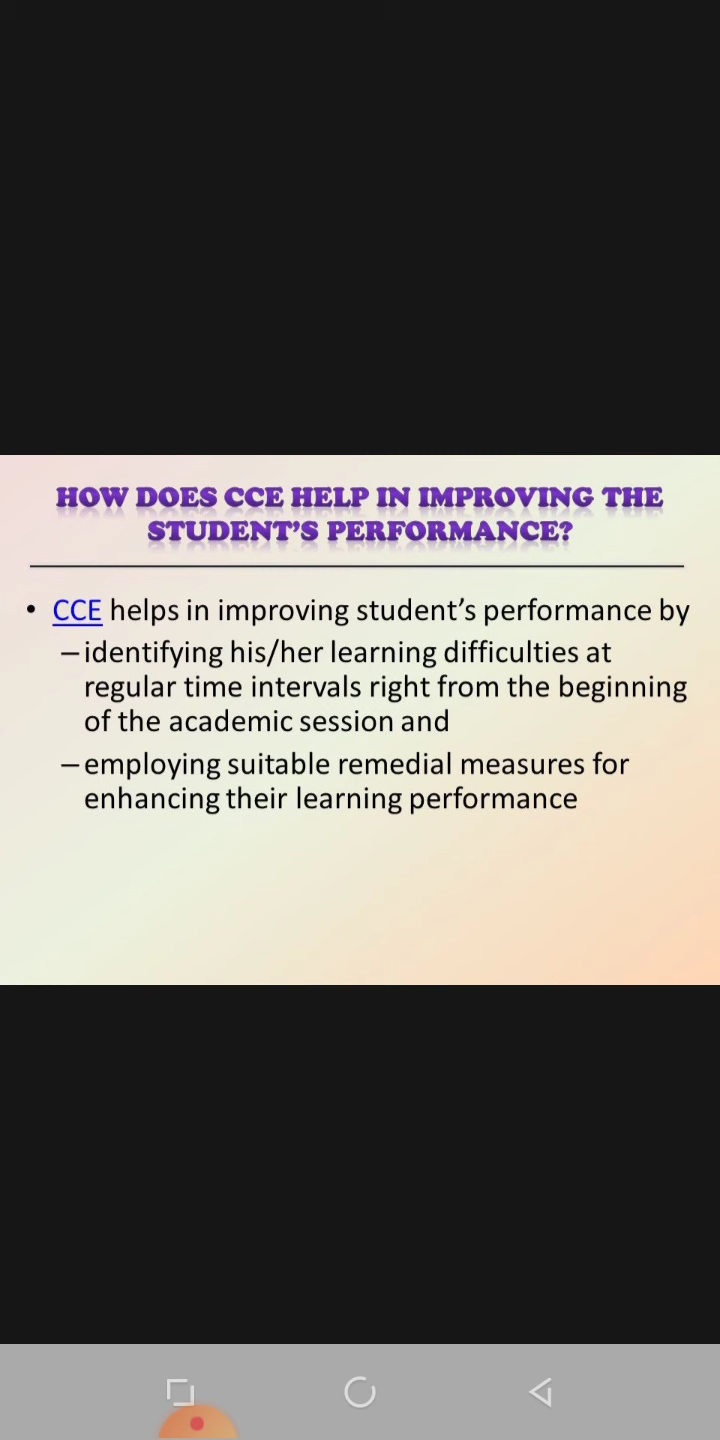 HOW DOES CCE HELP IN IMPROVING THE
STUDENT'S PERFORMANCE?
• CCE helps in improving student's performance by
– identifying his/her learning difficulties at
regular time intervals right from the beginning
of the academic session and
– employing suitable remedial measures for
enhancing their learning performance